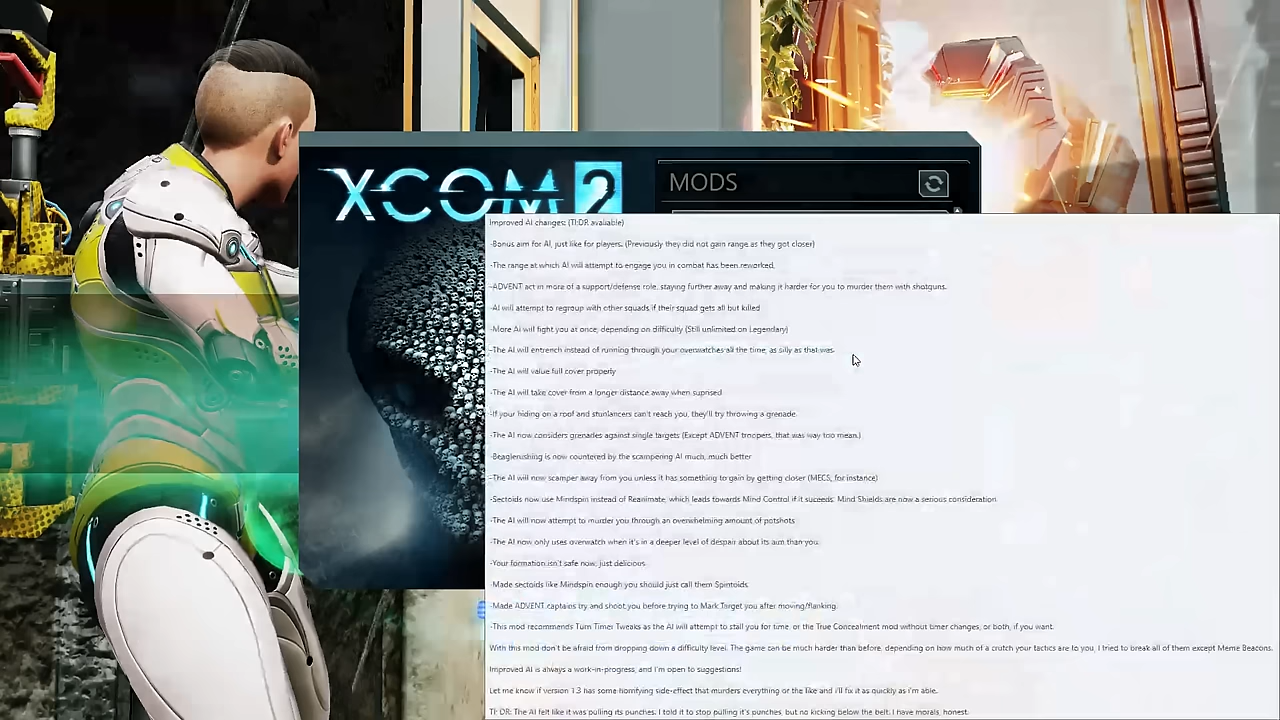 XCOM 2
MODS
Improved AI changes: (Tl:DR avaliable)
-Bonus aim for AI, just like for players. (Previously they did not gain range as they got closer)
-The range at which AI will attempt to engage you in combat has been reworked.
-ADVENT act in more of a support/defense role, staying further away and making it harder for you to murder them with shotguns.
-AI will attempt to regroup with other squads if their squad gets all but killed
-More AI will fight you at once, depending on difficulty (Still unlimited on Legendary)
-The AI will entrench instead of running through your overwatches all the time, as silly as that was.
-The AI will value full cover properly
-The AI will take cover from a longer distance away when suprised
-If your hiding on a roof and stunlancers can't reach you, they'll try throwing a grenade.
-The AI now considers grenades against single targets (Except ADVENT troopers, that was way too mean.)
-Beaglerushing is now countered by the scampering AI much, much better
-The AI will now scamper away from you unless it has something to gain by getting closer (MECS, for instance)
-Sectoids now use Mindspin instead of Reanimate, which leads towards Mind Control if it suceeds. Mind Shields are now a serious consideration
-The AI will now attempt to murder you through an overwhelming amount of potshots
-The AI now only uses overwatch when it's in a deeper level of despair about its aim than you.
-Your formation isn't safe now, just delicious.
-Made sectoids like Mindspin enough you should just call them Spintoids.
-Made ADVENT captains try and shoot you before trying to Mark Target you after moving/flanking.
-This mod recommends Turn Timer Tweaks as the AI will attempt to stall you for time, or the True Concealment mod without timer changes, or both, if you want.
With this mod don't be afraid from dropping down a difficulty level. The game can be much harder than before, depending on how much of a crutch your tactics are to you, I tried to break all of them except Meme Beacons.
Improved AI is always a work-in-progress, and I'm open to suggestions!
Let me know if version 1.3 has some horrifying side-effect that murders everything or the like and i'll fix it as quickly as i'm able.
Tl: DR: The AI felt like it was pulling its punches. I told it to stop pulling it's punches, but no kicking below the belt. I have morals, honest.